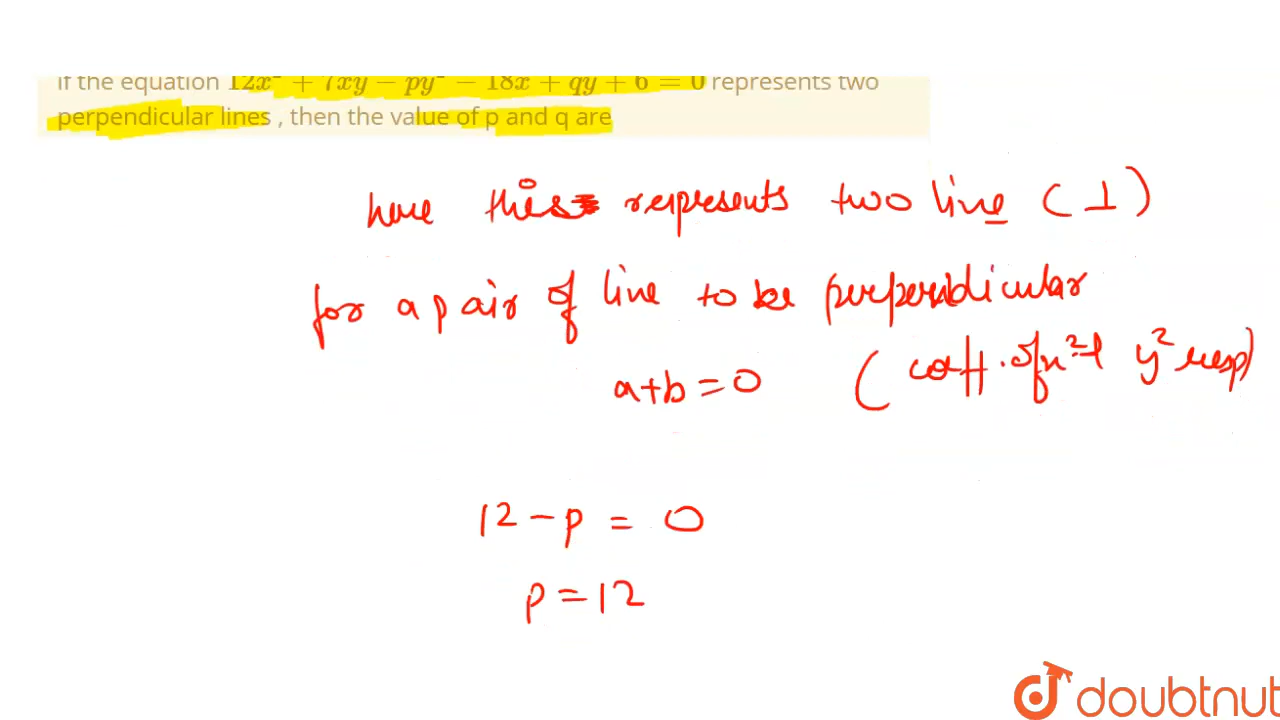 if the equation 12x² + 7xy − py² − 18x + qy + 6 = 0 represents two
perpendicular lines , then the value of p and q are
here this represents two line (⊥)
for a pair of line to be perpendicular
a+b=0 (coff. of x² & y² resp)
12 − p = 0
p = 12
doubtnut